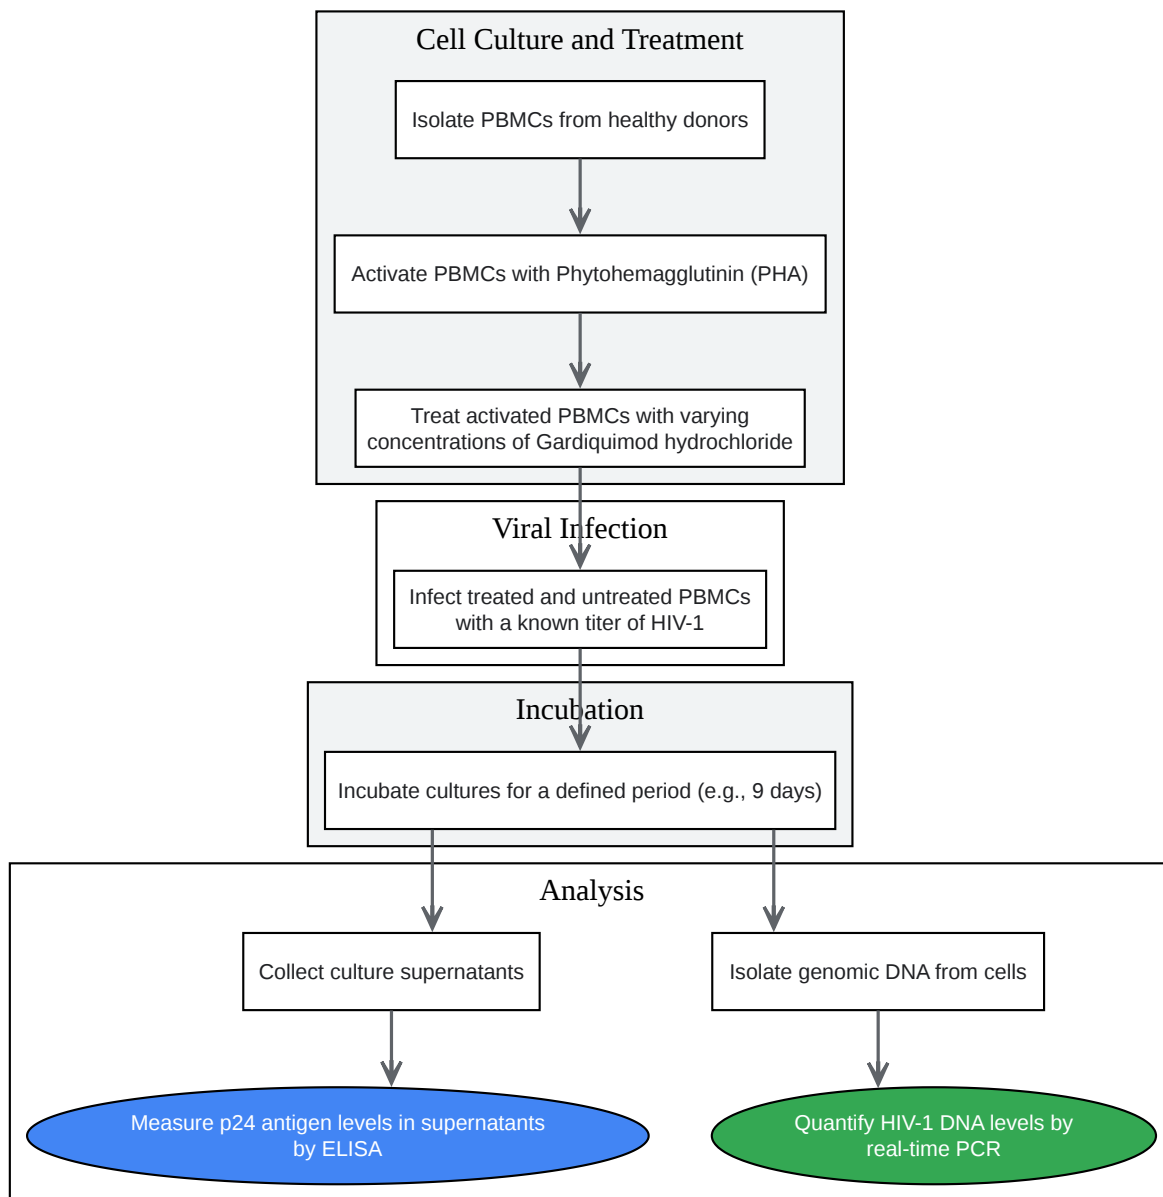 Cell Culture and Treatment
Isolate PBMCs from healthy donors
Activate PBMCs with Phytohemagglutinin (PHA)
Treat activated PBMCs with varying
concentrations of Gardiquimod hydrochloride
Viral Infection
Infect treated and untreated PBMCs
with a known titer of HIV-1
Incubation
Incubate cultures for a defined period (e.g., 9 days)
Analysis
Collect culture supernatants
Isolate genomic DNA from cells
Measure p24 antigen levels in supernatants
by ELISA
Quantify HIV-1 DNA levels by
real-time PCR